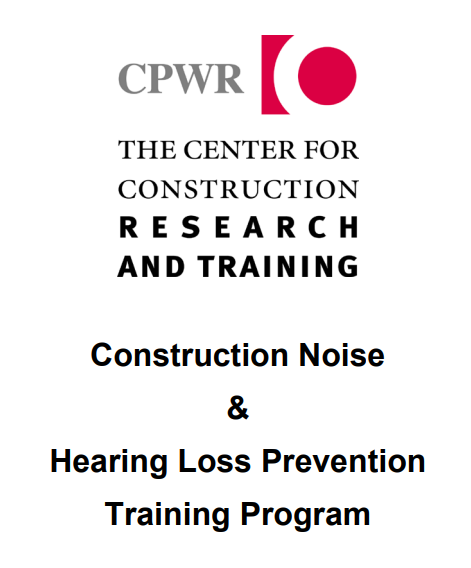 CPWR
THE CENTER FOR
CONSTRUCTION
RESEARCH
AND TRAINING
Construction Noise
&
Hearing Loss Prevention
Training Program